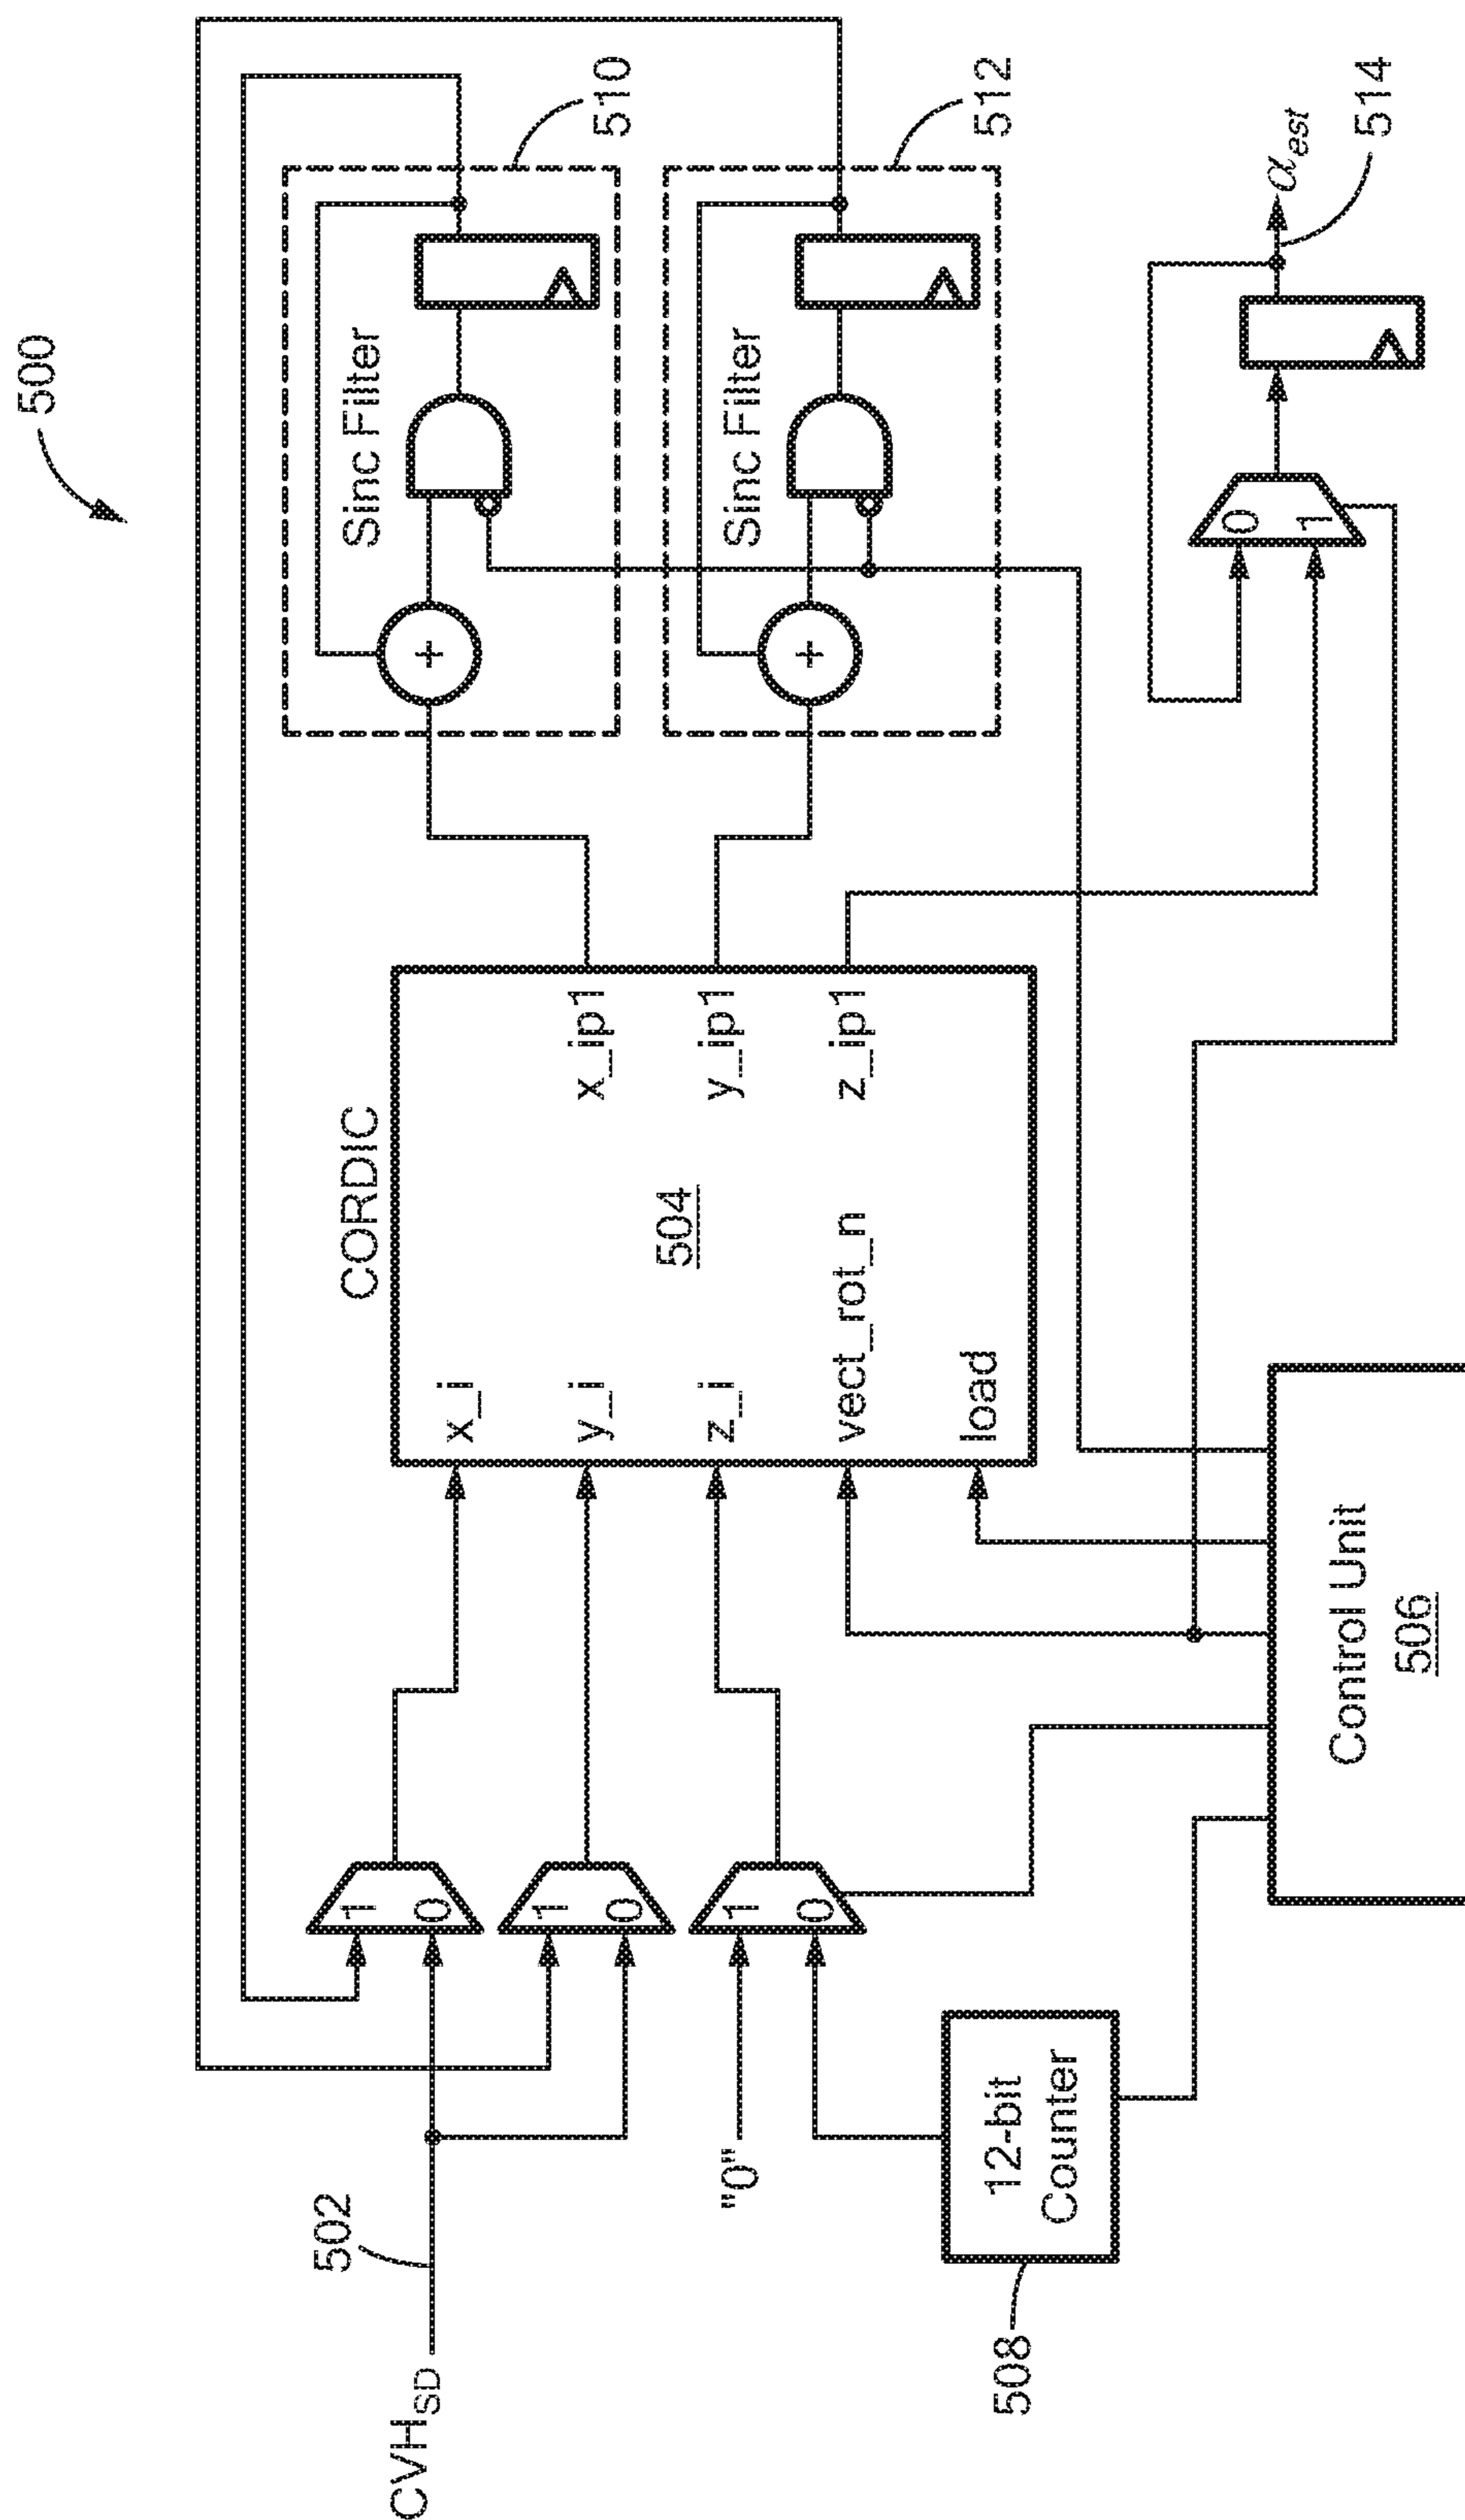 500
CVH_SD
502
1
0
1
0
"0"
1
0
12-bit
Counter
508
CORDIC
x_i
y_i
z_i
vect_rot_n
load
504
x_ip1
y_ip1
z_ip1
Control Unit
506
Sinc Filter
+
510
Sinc Filter
+
512
0
1
α_est
514